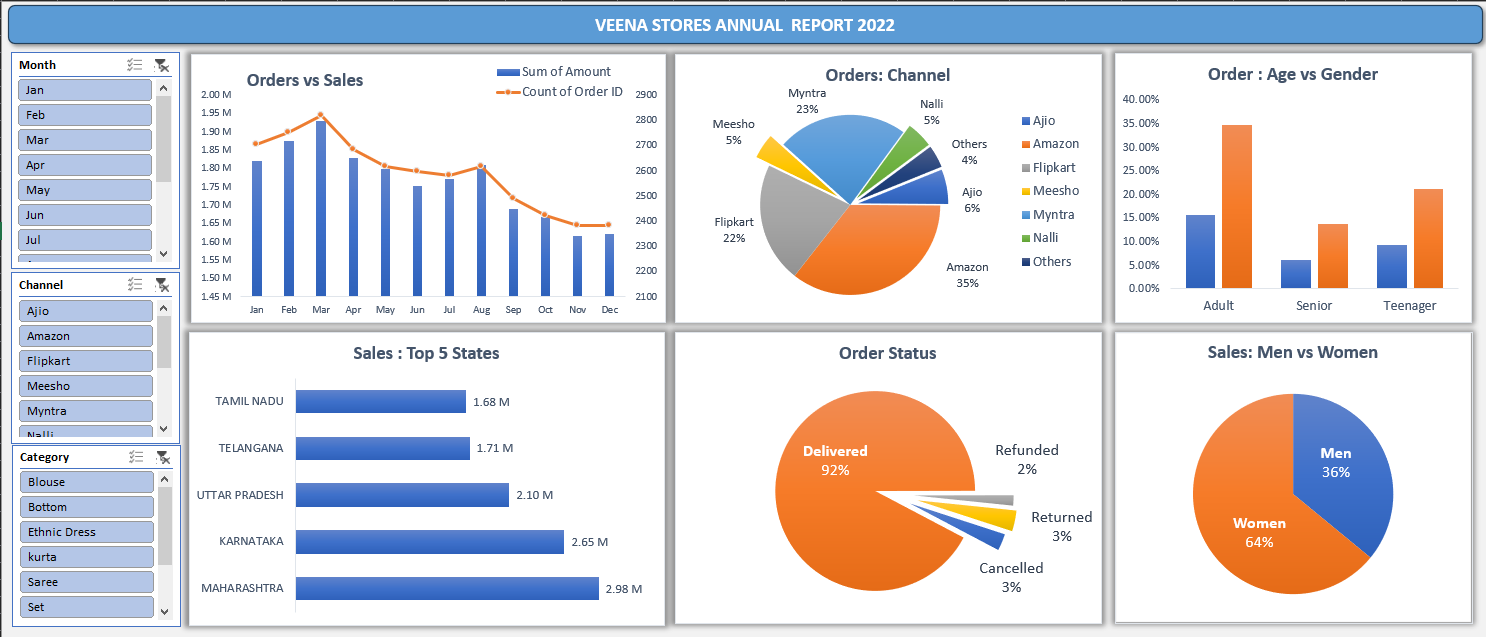 VEENA STORES ANNUAL  REPORT 2022
Month
Jan
Feb
Mar
Apr
May
Jun
Jul
Channel
Ajio
Amazon
Flipkart
Meesho
Myntra
Nalli
Category
Blouse
Bottom
Ethnic Dress
kurta
Saree
Set
Orders vs Sales
Sum of Amount
Count of Order ID
2.00 M
1.95 M
1.90 M
1.85 M
1.80 M
1.75 M
1.70 M
1.65 M
1.60 M
1.55 M
1.50 M
1.45 M
2900
2800
2700
2600
2500
2400
2300
2200
2100
Jan Feb Mar Apr May Jun Jul Aug Sep Oct Nov Dec
Orders: Channel
Myntra
23%
Nalli
5%
Meesho
5%
Others
4%
Ajio
6%
Flipkart
22%
Amazon
35%
Ajio
Amazon
Flipkart
Meesho
Myntra
Nalli
Others
Order : Age vs Gender
40.00%
35.00%
30.00%
25.00%
20.00%
15.00%
10.00%
5.00%
0.00%
Adult Senior Teenager
Sales : Top 5 States
TAMIL NADU 1.68 M
TELANGANA 1.71 M
UTTAR PRADESH 2.10 M
KARNATAKA 2.65 M
MAHARASHTRA 2.98 M
Order Status
Delivered
92%
Refunded
2%
Returned
3%
Cancelled
3%
Sales: Men vs Women
Men
36%
Women
64%